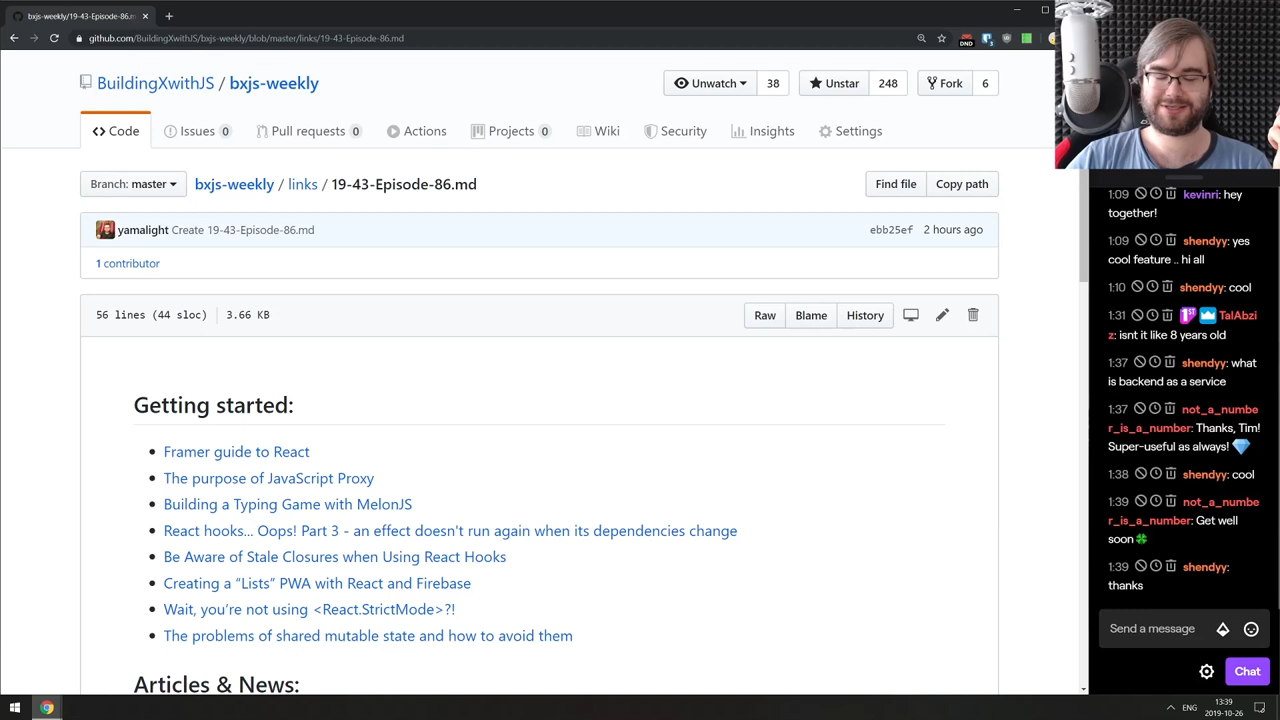 bxjs-weekly/19-43-Episode-86.md
github.com/BuildingXwithJS/bxjs-weekly/blob/master/links/19-43-Episode-86.md
DND
BuildingXwithJS / bxjs-weekly
Unwatch 38
Unstar 248
Fork 6
Code
Issues 0
Pull requests 0
Actions
Projects 0
Wiki
Security
Insights
Settings
Branch: master
bxjs-weekly / links / 19-43-Episode-86.md
Find file
Copy path
yamalight Create 19-43-Episode-86.md
ebb25ef 2 hours ago
1 contributor
56 lines (44 sloc) 3.66 KB
Raw
Blame
History
Getting started:
Framer guide to React
The purpose of JavaScript Proxy
Building a Typing Game with MelonJS
React hooks... Oops! Part 3 - an effect doesn't run again when its dependencies change
Be Aware of Stale Closures when Using React Hooks
Creating a “Lists” PWA with React and Firebase
Wait, you’re not using <React.StrictMode>?!
The problems of shared mutable state and how to avoid them
Articles & News:
1:09 kevinri: hey
together!
1:09 shendyy: yes
cool feature .. hi all
1:10 shendyy: cool
1:31 1ST TalAbzi
z: isnt it like 8 years old
1:37 shendyy: what
is backend as a service
1:37 not_a_numbe
r_is_a_number: Thanks, Tim!
Super-useful as always!
1:38 shendyy: cool
1:39 not_a_numbe
r_is_a_number: Get well
soon
1:39 shendyy:
thanks
Send a message
Chat
ENG
13:39
2019-10-26